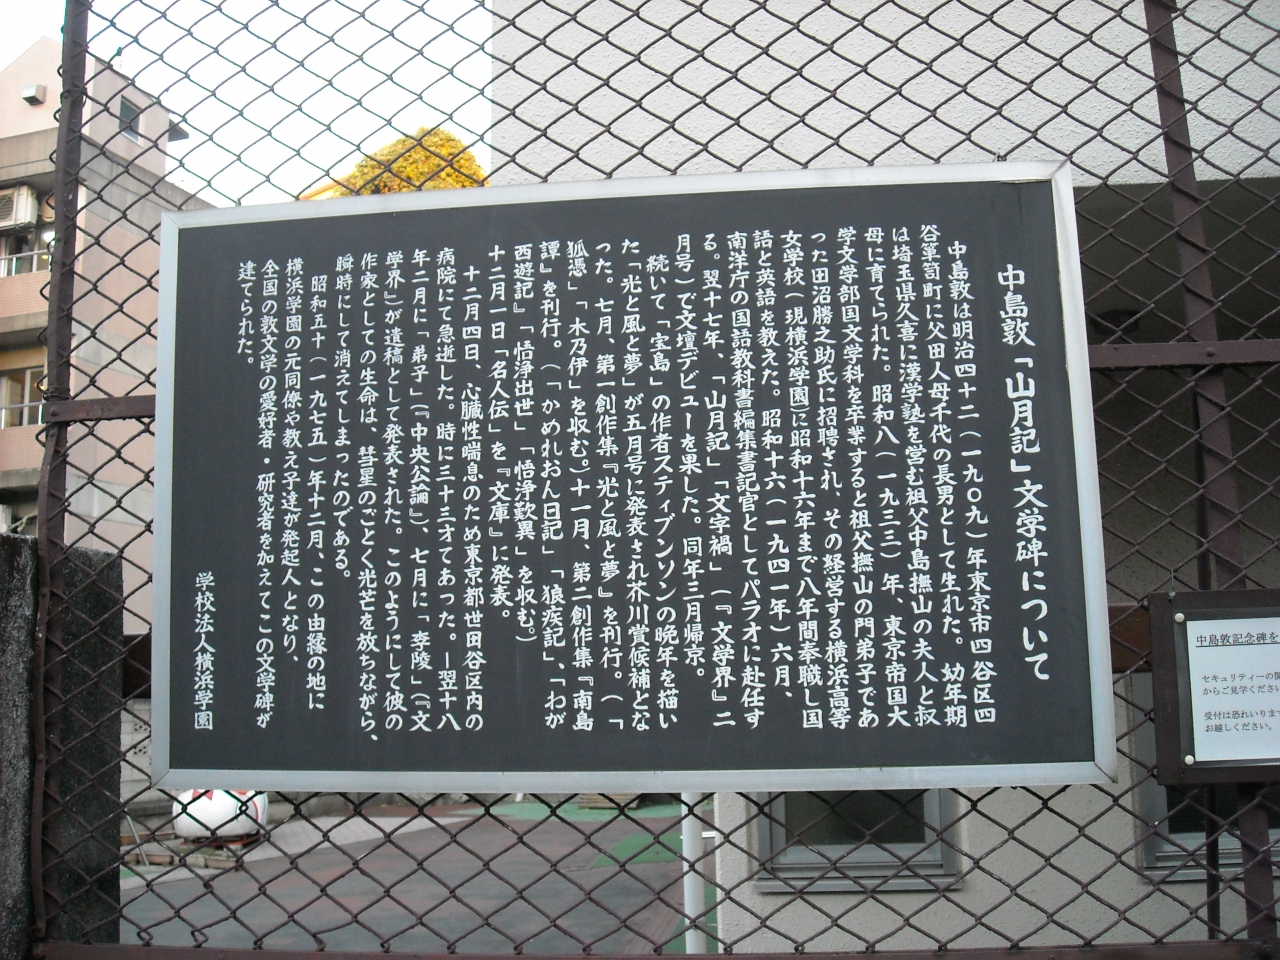 中島敦「山月記」文学碑について
中島敦は明治四十二(一九〇九)年東京市四谷区四
谷箪笥町に父田人母千代の長男として生れた。幼年期
は埼玉県久喜に漢学塾を営む祖父中島撫山の夫人と叔
母に育てられた。昭和八(一九三三)年、東京帝国大
学文学部国文学科を卒業すると祖父撫山の門弟子であ
った田沼勝之助氏に招聘され、その経営する横浜高等
女学校(現横浜学園)に昭和十六年まで八年間奉職し国
語と英語を教えた。昭和十六(一九四一年)六月、
南洋庁の国語教科書編集書記官としてパラオに赴任す
る。翌十七年、「山月記」「文字禍」(『文学界』二
月号)で文壇デビューを果した。同年三月帰京。
続いて「宝島」の作者スティブンソンの晩年を描い
た「光と風と夢」が五月号に発表され芥川賞候補とな
った。七月、第一創作集『光と風と夢』を刊行。(「
狐憑」「木乃伊」を収む。)十一月、第二創作集『南島
譚』を刊行。(「かめれおん日記」「狼疾記」、「わが
西遊記』「悟浄出世」「悟浄歎異」を収む。)
十二月一日「名人伝」を『文庫』に発表。
十二月四日、心臓性喘息のため東京都世田谷区内の
病院にて急逝した。時に三十三才であった。―翌十八
年二月に「弟子」(『中央公論』)、七月に「李陵」(『文
学界』)が遺稿として発表された。このようにして彼の
作家としての生命は、彗星のごとく光芒を放ちながら、
瞬時にして消えてしまったのである。
昭和五十(一九七五)年十二月、この由縁の地に
横浜学園の元同僚や教え子達が発起人となり、
全国の敦文学の愛好者・研究者を加えてこの文学碑が
建てられた。
学校法人横浜学園
中島敦記念碑を
セキュリティーの関
からご見学ください
受付は恐れいりま
お越しください。